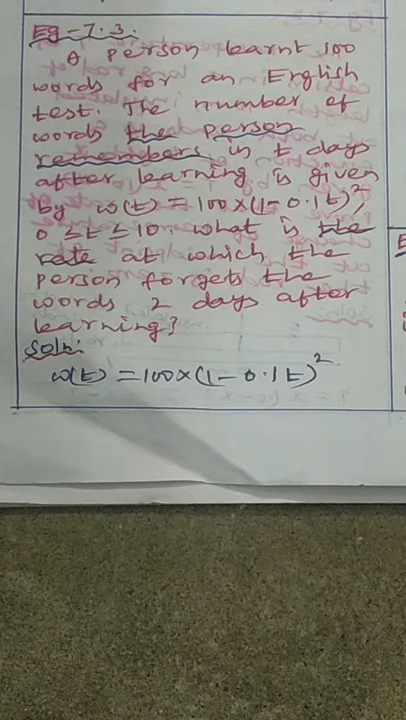 Eg-7.3.
A person learnt 100
words for an English
test. The number of
words the person
remembers in t days
after learning is given
by w(t) = 100×(1-0.1t)²,
0 ≤ t ≤ 10. what is the
rate at which the
person forgets the
words 2 days after
learning?
Soln:
w(t) = 100×(1-0.1t)²